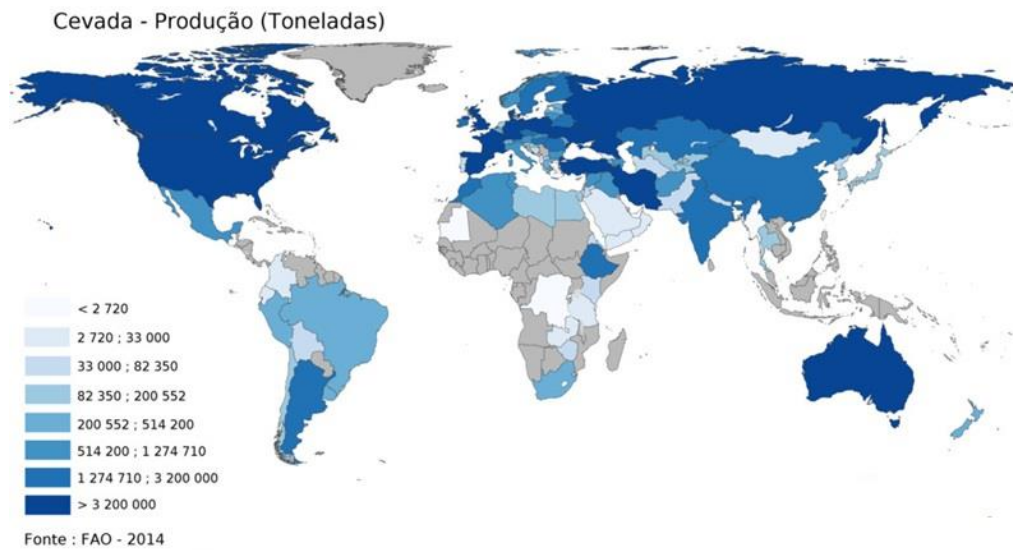 Cevada - Produção (Toneladas)
< 2 720
2 720 ; 33 000
33 000 ; 82 350
82 350 ; 200 552
200 552 ; 514 200
514 200 ; 1 274 710
1 274 710 ; 3 200 000
> 3 200 000
Fonte : FAO - 2014